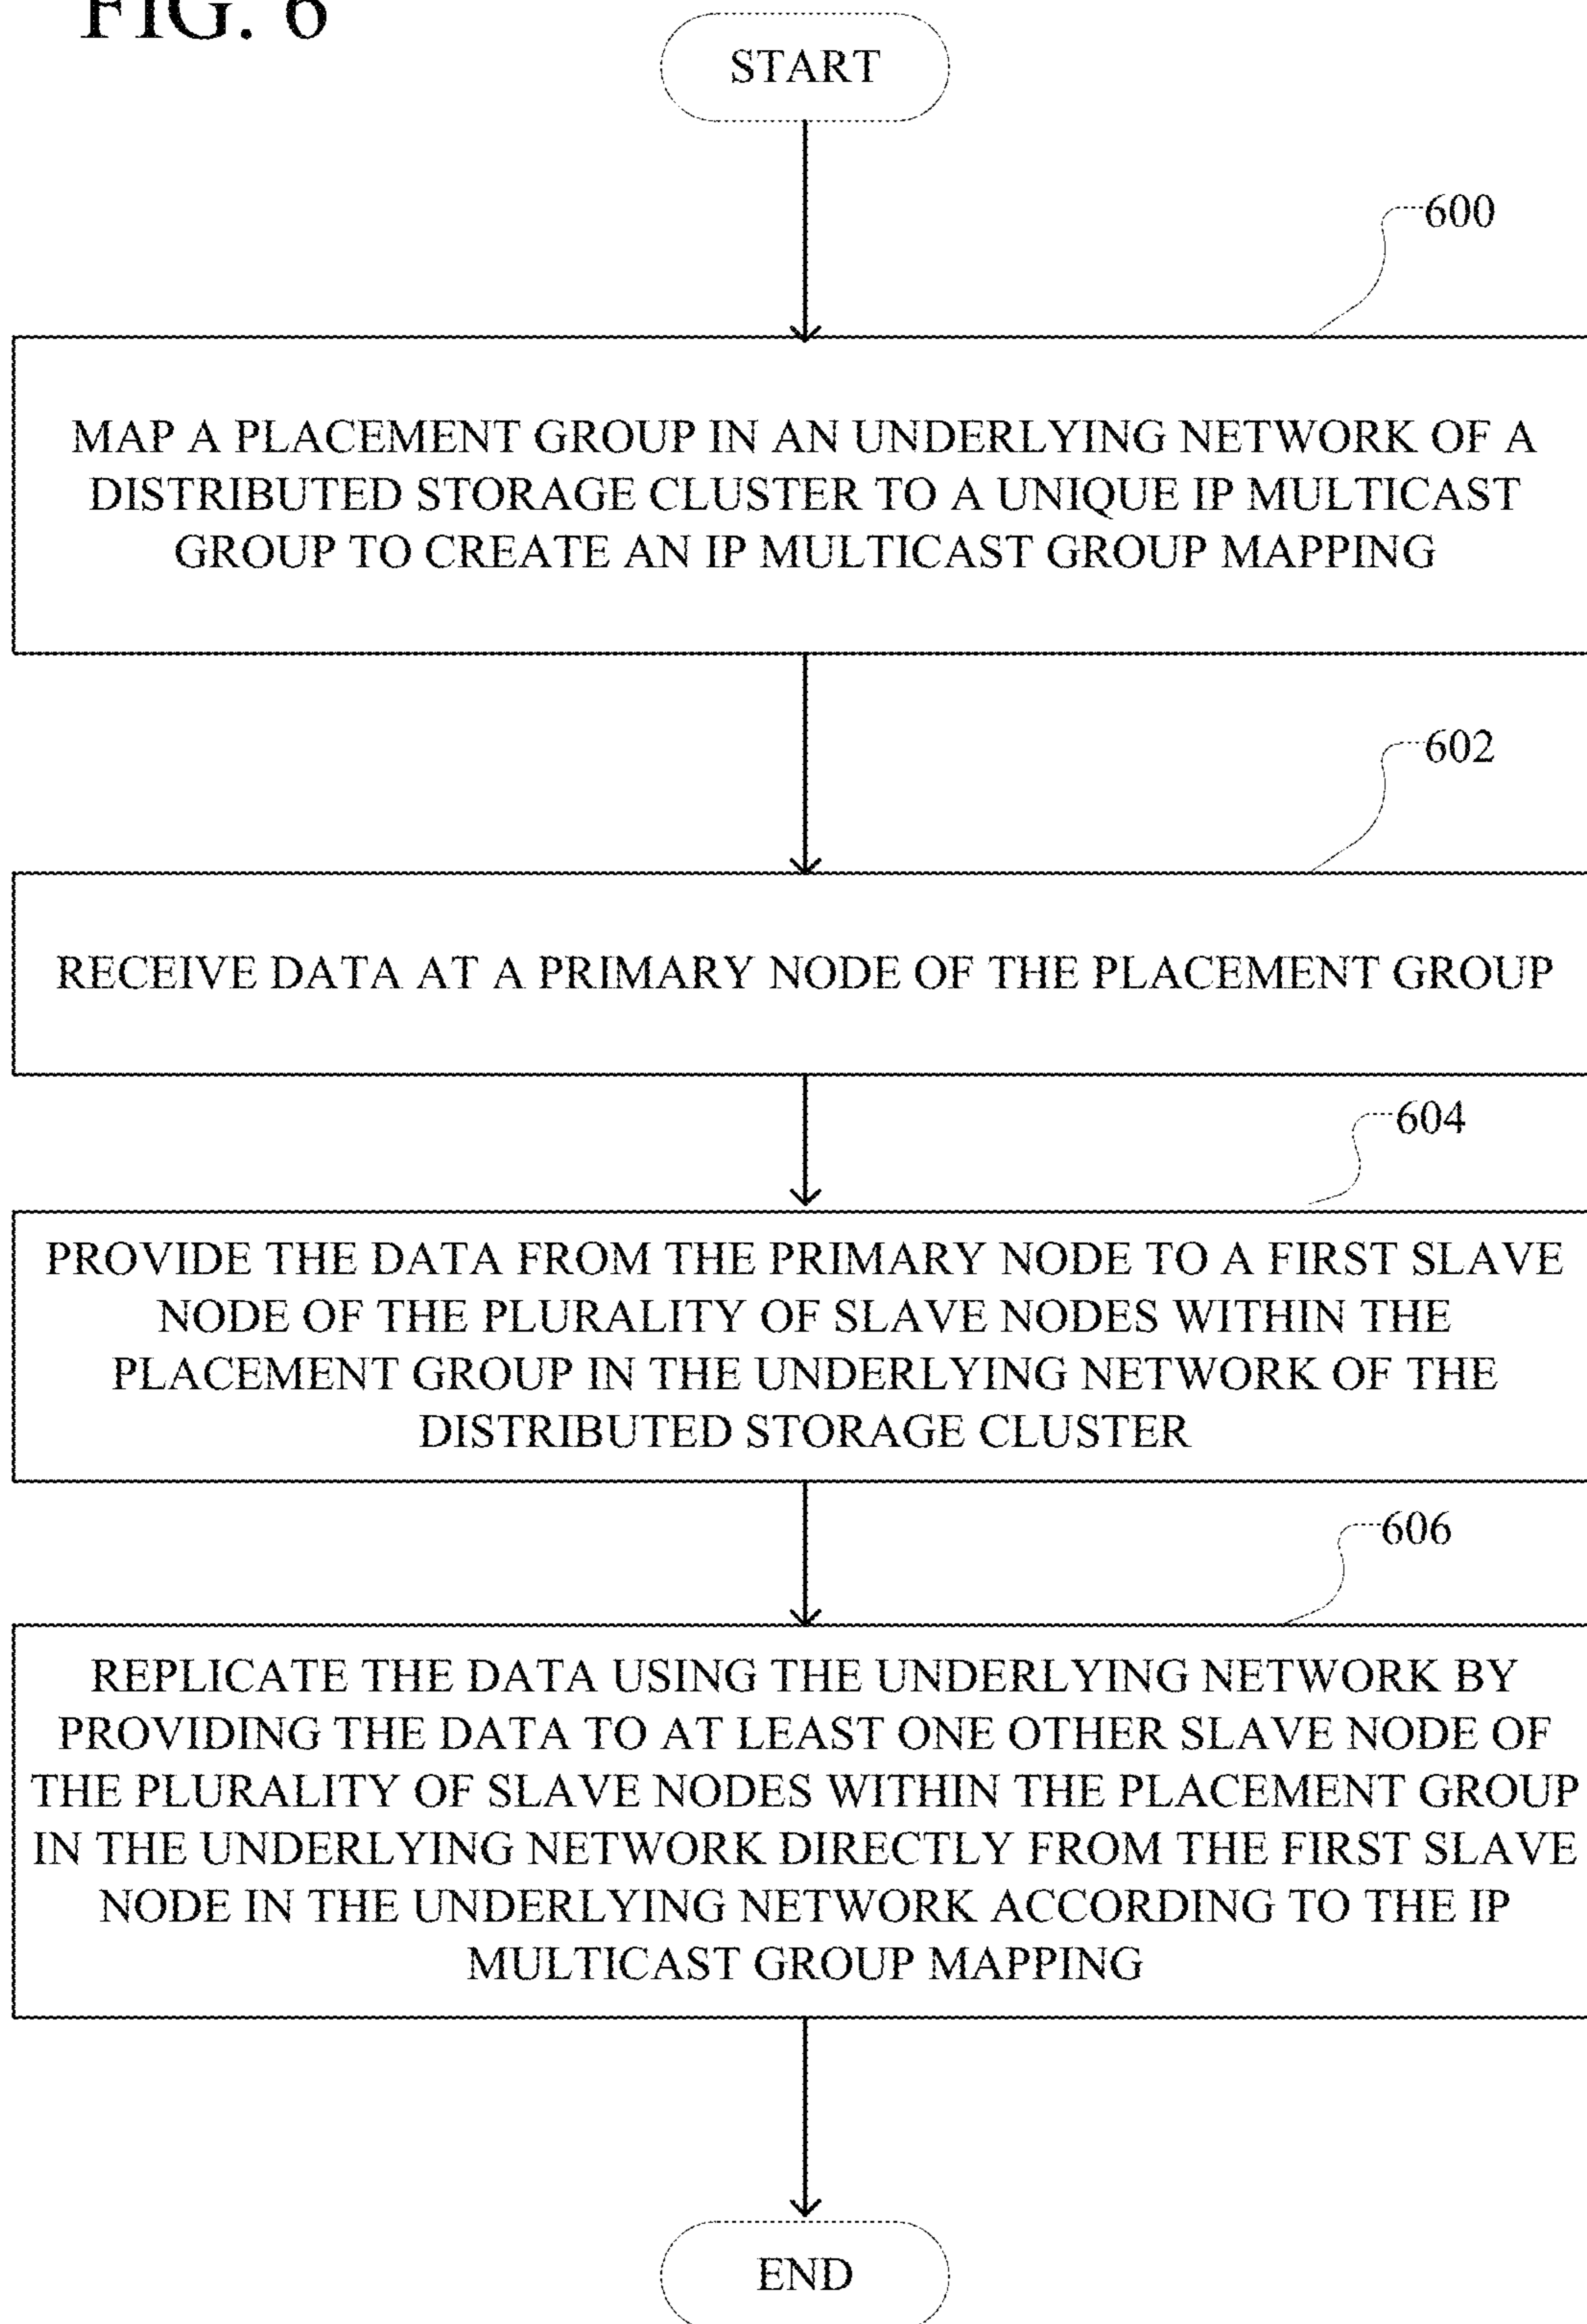 FIG. 6
START
600
MAP A PLACEMENT GROUP IN AN UNDERLYING NETWORK OF A
DISTRIBUTED STORAGE CLUSTER TO A UNIQUE IP MULTICAST
GROUP TO CREATE AN IP MULTICAST GROUP MAPPING
602
RECEIVE DATA AT A PRIMARY NODE OF THE PLACEMENT GROUP
604
PROVIDE THE DATA FROM THE PRIMARY NODE TO A FIRST SLAVE
NODE OF THE PLURALITY OF SLAVE NODES WITHIN THE
PLACEMENT GROUP IN THE UNDERLYING NETWORK OF THE
DISTRIBUTED STORAGE CLUSTER
606
REPLICATE THE DATA USING THE UNDERLYING NETWORK BY
PROVIDING THE DATA TO AT LEAST ONE OTHER SLAVE NODE OF
THE PLURALITY OF SLAVE NODES WITHIN THE PLACEMENT GROUP
IN THE UNDERLYING NETWORK DIRECTLY FROM THE FIRST SLAVE
NODE IN THE UNDERLYING NETWORK ACCORDING TO THE IP
MULTICAST GROUP MAPPING
END